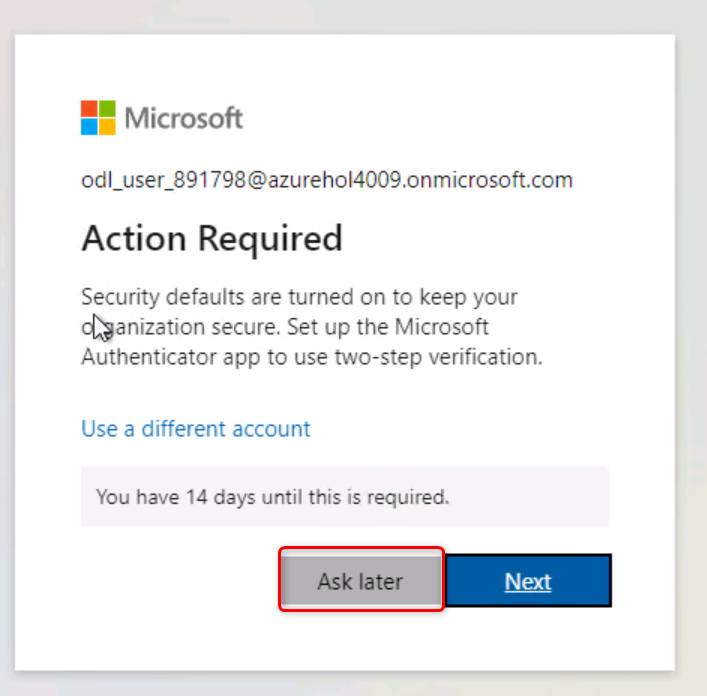 Microsoft
odl_user_891798@azurehol4009.onmicrosoft.com
Action Required
Security defaults are turned on to keep your
organization secure. Set up the Microsoft
Authenticator app to use two-step verification.
Use a different account
You have 14 days until this is required.
Ask later
Next